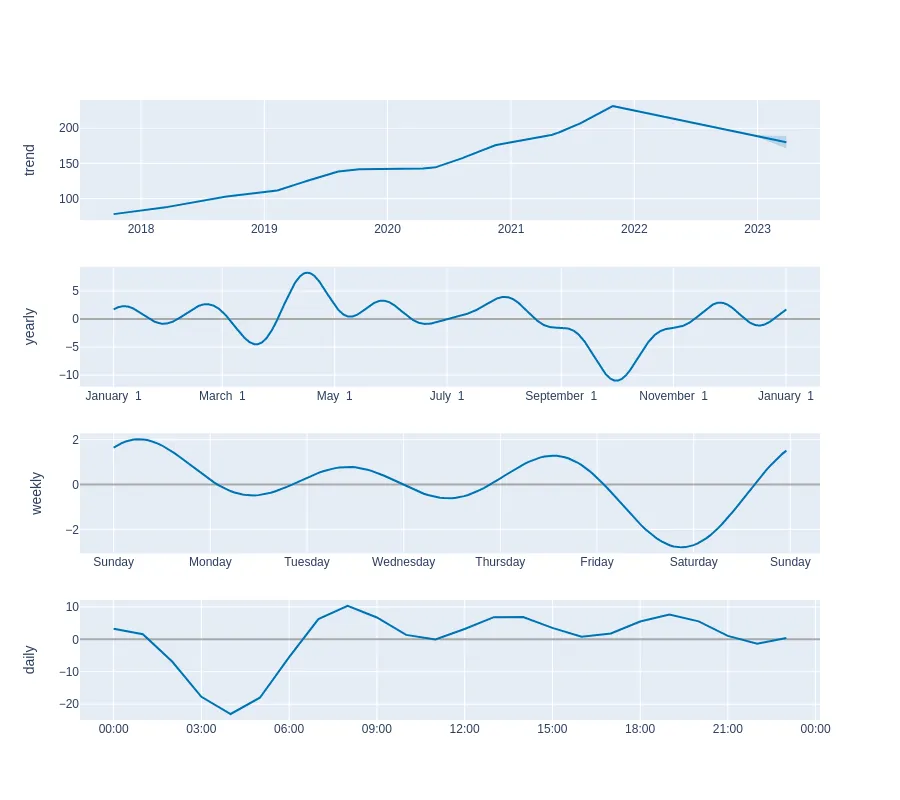 trend
200
150
100
2018 2019 2020 2021 2022 2023
yearly
5
0
−5
−10
January 1 March 1 May 1 July 1 September 1 November 1 January 1
weekly
2
0
−2
Sunday Monday Tuesday Wednesday Thursday Friday Saturday Sunday
daily
10
0
−10
−20
00:00 03:00 06:00 09:00 12:00 15:00 18:00 21:00 00:00